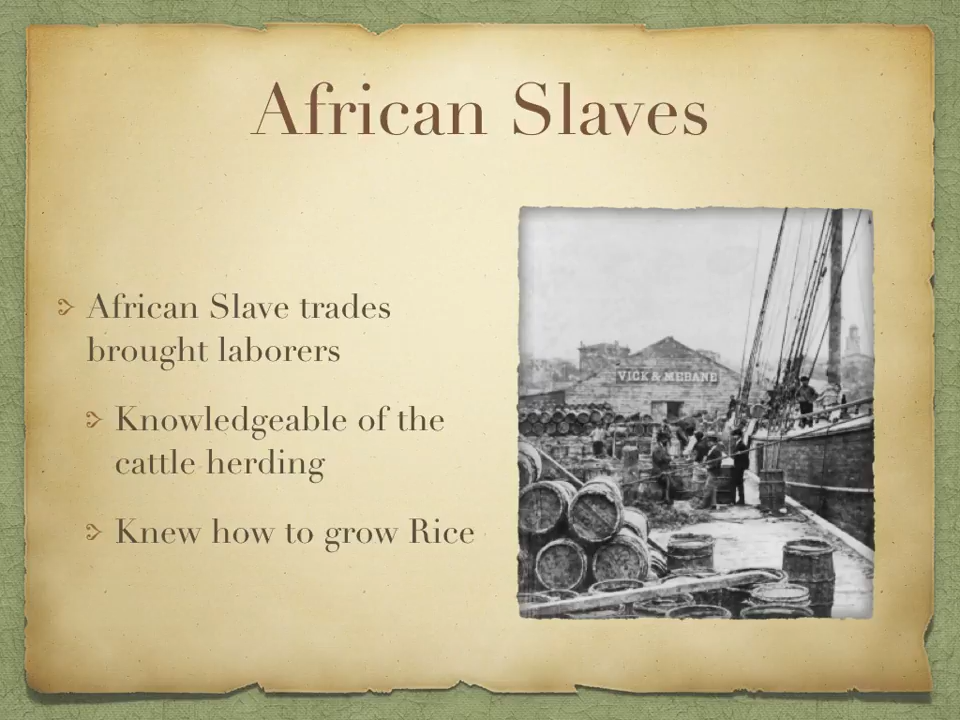 African Slaves
African Slave trades
brought laborers
Knowledgeable of the
cattle herding
Knew how to grow Rice
VICK & MEBANE